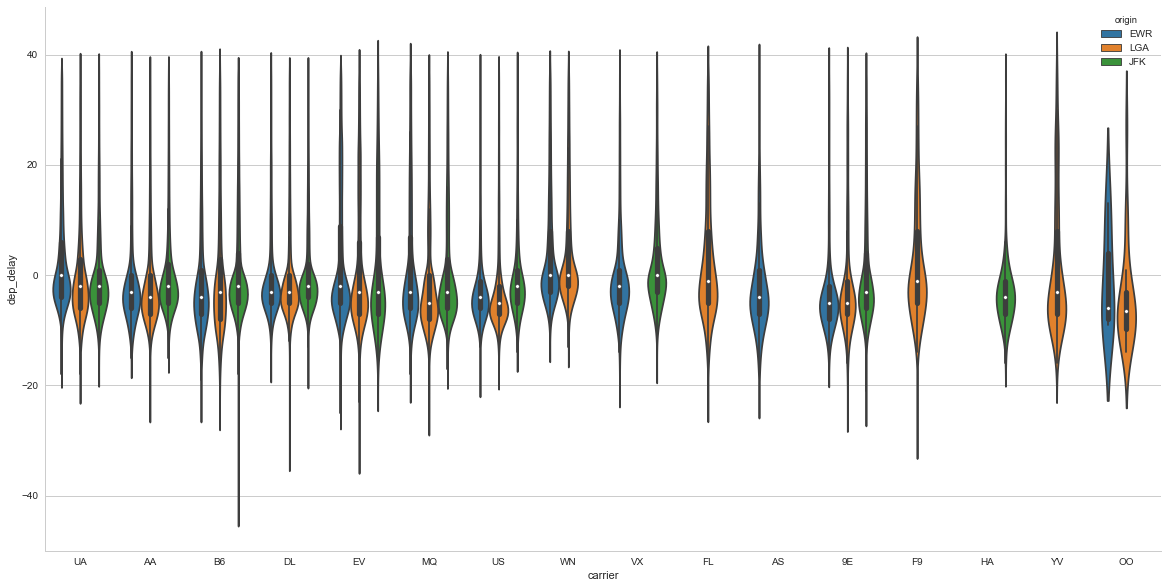 origin
EWR
LGA
JFK
40
20
0
−20
−40
dep_delay
UA AA B6 DL EV MQ US WN VX FL AS 9E F9 HA YV OO
carrier